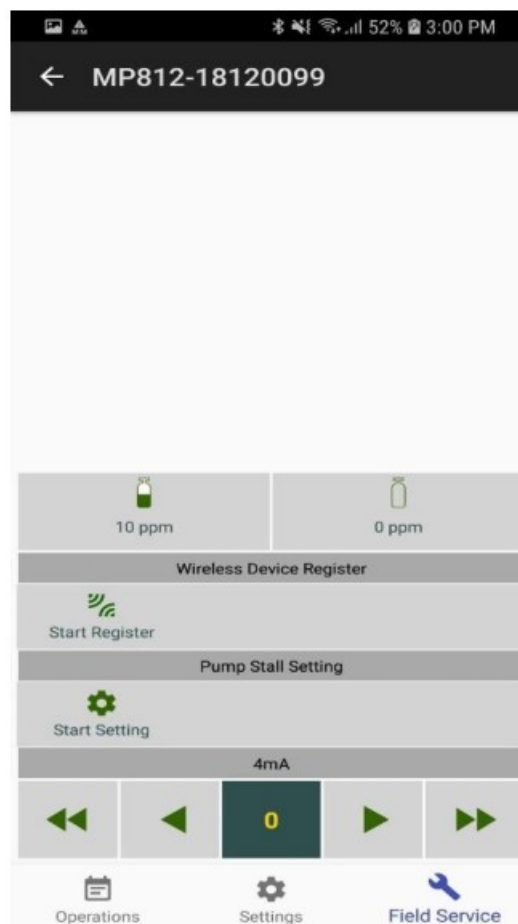 52% 3:00 PM
MP812-18120099
10 ppm
0 ppm
Wireless Device Register
Start Register
Pump Stall Setting
Start Setting
4mA
0
Operations
Settings
Field Service